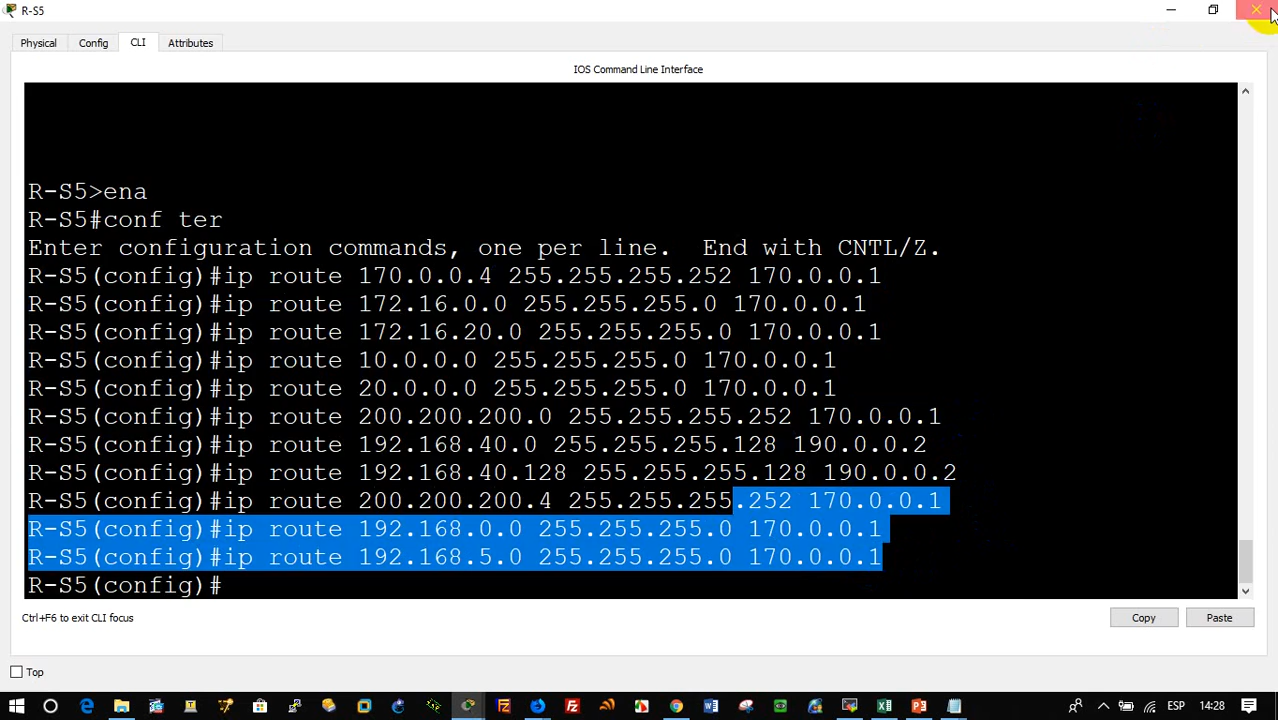 R-S5
Physical Config CLI Attributes
IOS Command Line Interface
R-S5>ena
R-S5#conf ter
Enter configuration commands, one per line.  End with CNTL/Z.
R-S5(config)#ip route 170.0.0.4 255.255.255.252 170.0.0.1
R-S5(config)#ip route 172.16.0.0 255.255.255.0 170.0.0.1
R-S5(config)#ip route 172.16.20.0 255.255.255.0 170.0.0.1
R-S5(config)#ip route 10.0.0.0 255.255.255.0 170.0.0.1
R-S5(config)#ip route 20.0.0.0 255.255.255.0 170.0.0.1
R-S5(config)#ip route 200.200.200.0 255.255.255.252 170.0.0.1
R-S5(config)#ip route 192.168.40.0 255.255.255.128 190.0.0.2
R-S5(config)#ip route 192.168.40.128 255.255.255.128 190.0.0.2
R-S5(config)#ip route 200.200.200.4 255.255.255.252 170.0.0.1
R-S5(config)#ip route 192.168.0.0 255.255.255.0 170.0.0.1
R-S5(config)#ip route 192.168.5.0 255.255.255.0 170.0.0.1
R-S5(config)#
Ctrl+F6 to exit CLI focus
Copy Paste
Top
ESP 14:28